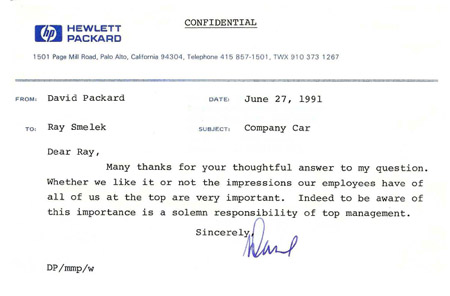 CONFIDENTIAL
hp HEWLETT
PACKARD
1501 Page Mill Road, Palo Alto, California 94304, Telephone 415 857-1501, TWX 910 373 1267
FROM: David Packard DATE: June 27, 1991
TO: Ray Smelek SUBJECT: Company Car
Dear Ray,
Many thanks for your thoughtful answer to my question.
Whether we like it or not the impressions our employees have of
all of us at the top are very important. Indeed to be aware of
this importance is a solemn responsibility of top management.
Sincerely,
Dave
DP/mmp/w